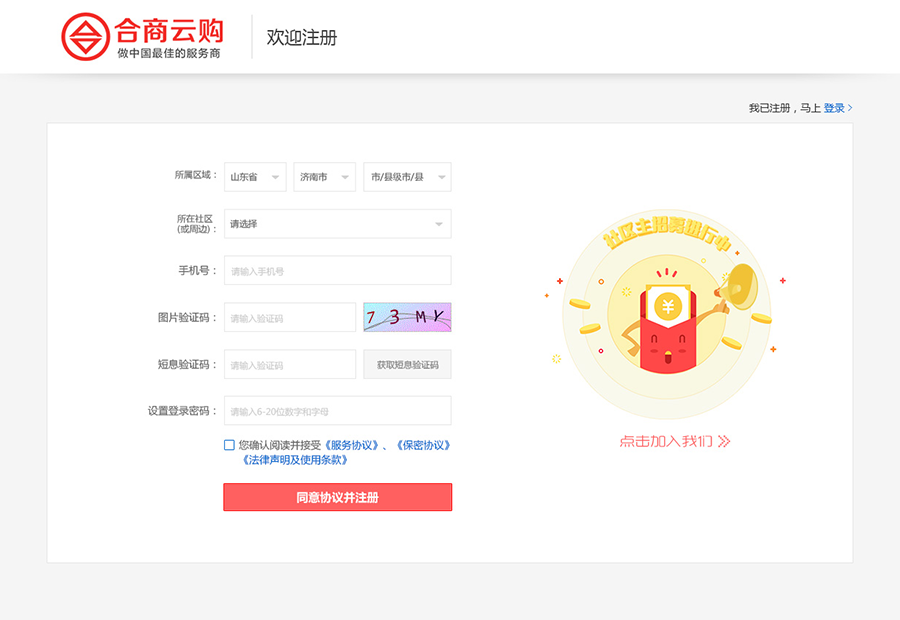 合商云购
做中国最佳的服务商
欢迎注册
我已注册，马上 登录 >
所属区域：
山东省
济南市
市/县级市/县
所在社区
(或周边)：
请选择
手机号：
请输入手机号
图片验证码：
请输入验证码
7 3 M Y
短息验证码：
请输入验证码
获取短息验证码
设置登录密码：
请输入6-20位数字和字母
您确认阅读并接受《服务协议》、《保密协议》
《法律声明及使用条款》
同意协议并注册
社区主招募进行中
¥
点击加入我们 >>